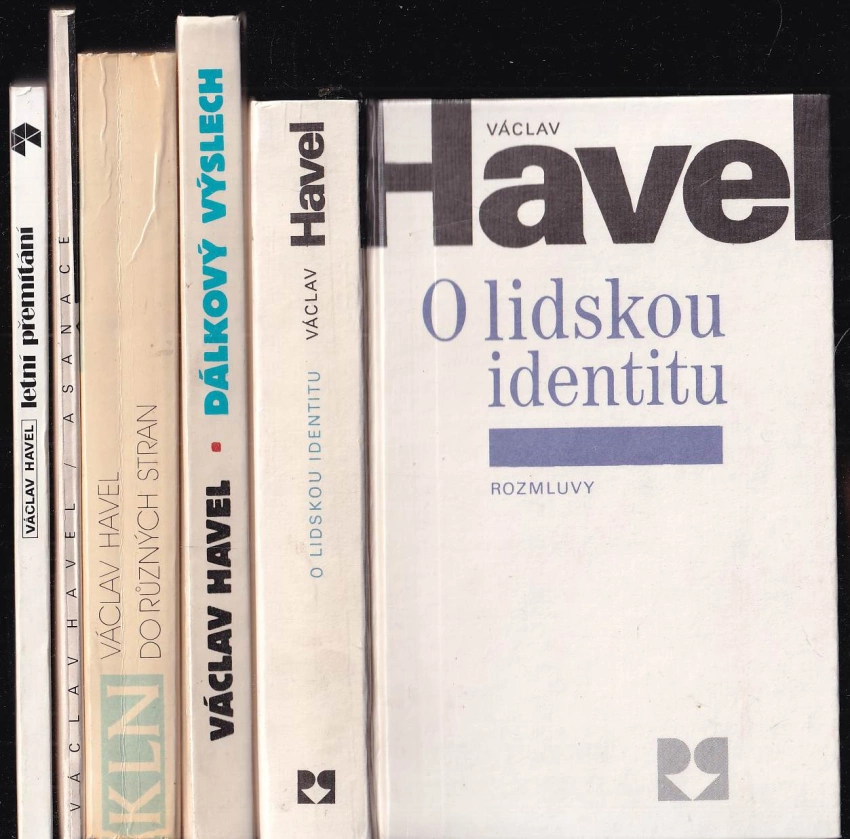 VÁCLAV HAVEL letní přemítání
VÁCLAV HAVEL / ASANACE
KLN
VÁCLAV HAVEL
DO RŮZNÝCH STRAN
VÁCLAV HAVEL • DÁLKOVÝ VÝSLECH
O LIDSKOU IDENTITU VÁCLAV Havel
VÁCLAV
Havel
O lidskou
identitu
ROZMLUVY